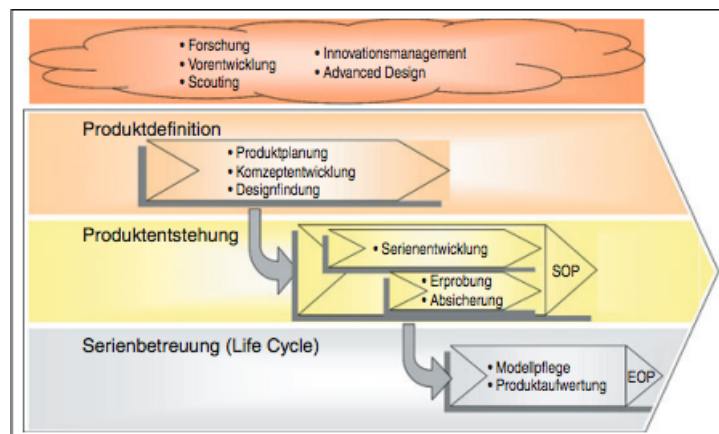 • Forschung
• Vorentwicklung
• Scouting
• Innovationsmanagement
• Advanced Design
Produktdefinition
• Produktplanung
• Komzeptentwicklung
• Designfindung
Produktentstehung
• Serienentwicklung
• Erprobung
• Absicherung
SOP
Serienbetreuung (Life Cycle)
• Modellpflege
• Produktaufwertung
EOP